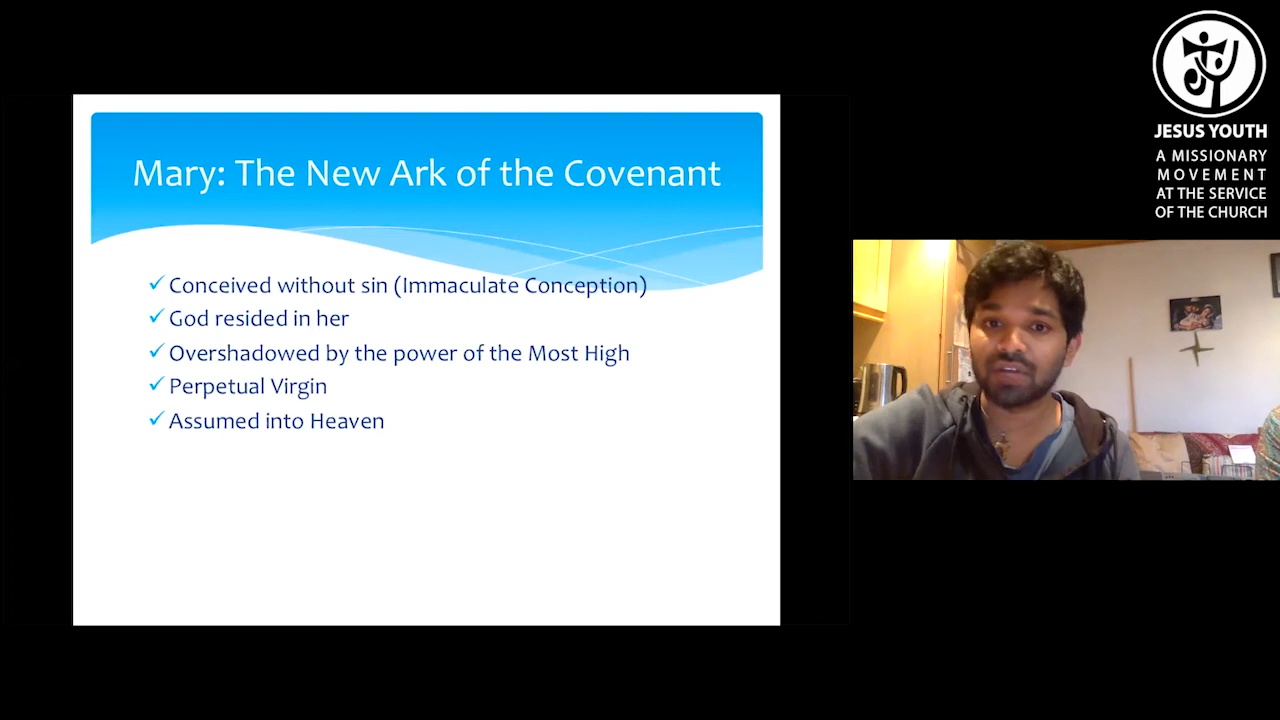 Mary: The New Ark of the Covenant
Conceived without sin (Immaculate Conception)
God resided in her
Overshadowed by the power of the Most High
Perpetual Virgin
Assumed into Heaven
JESUS YOUTH
A MISSIONARY
MOVEMENT
AT THE SERVICE
OF THE CHURCH